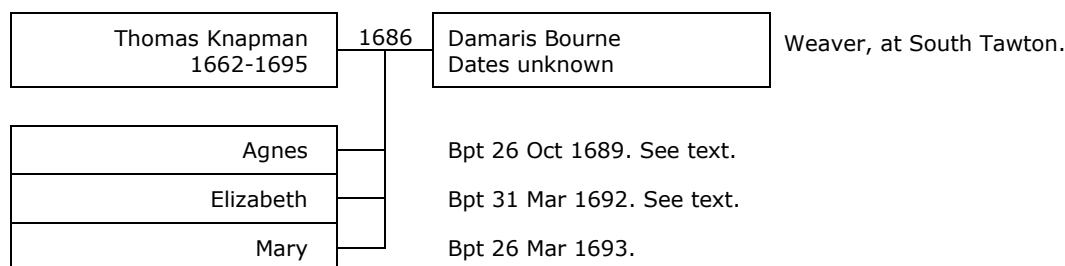 Thomas Knapman
1662-1695
1686
Damaris Bourne
Dates unknown
Weaver, at South Tawton.
Agnes
Bpt 26 Oct 1689. See text.
Elizabeth
Bpt 31 Mar 1692. See text.
Mary
Bpt 26 Mar 1693.